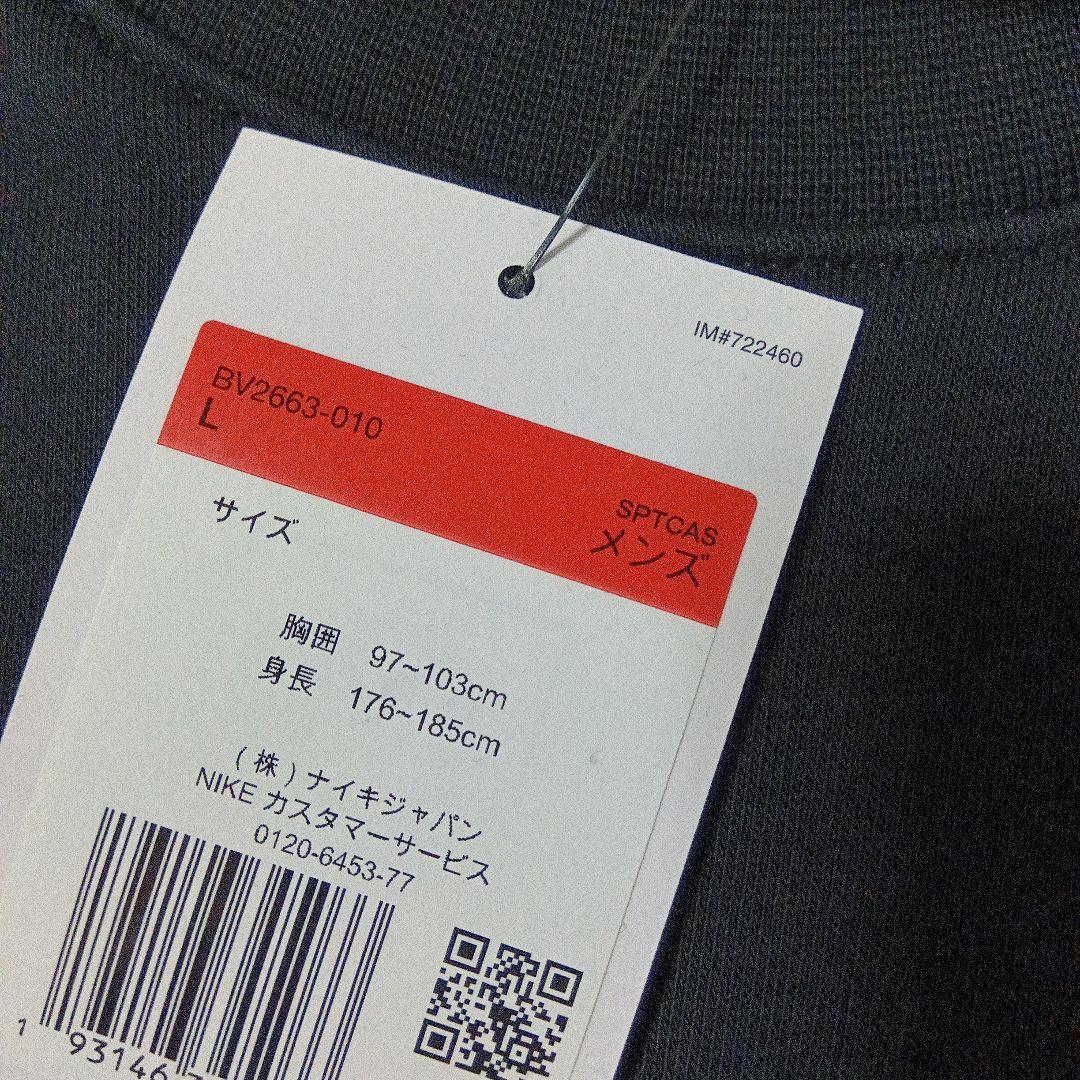 IM#722460
BV2663-010
L
SPTCAS
メンズ
サイズ
胸囲 97~103cm
身長 176~185cm
(株)ナイキジャパン
NIKE カスタマーサービス
0120-6453-77
1 93146